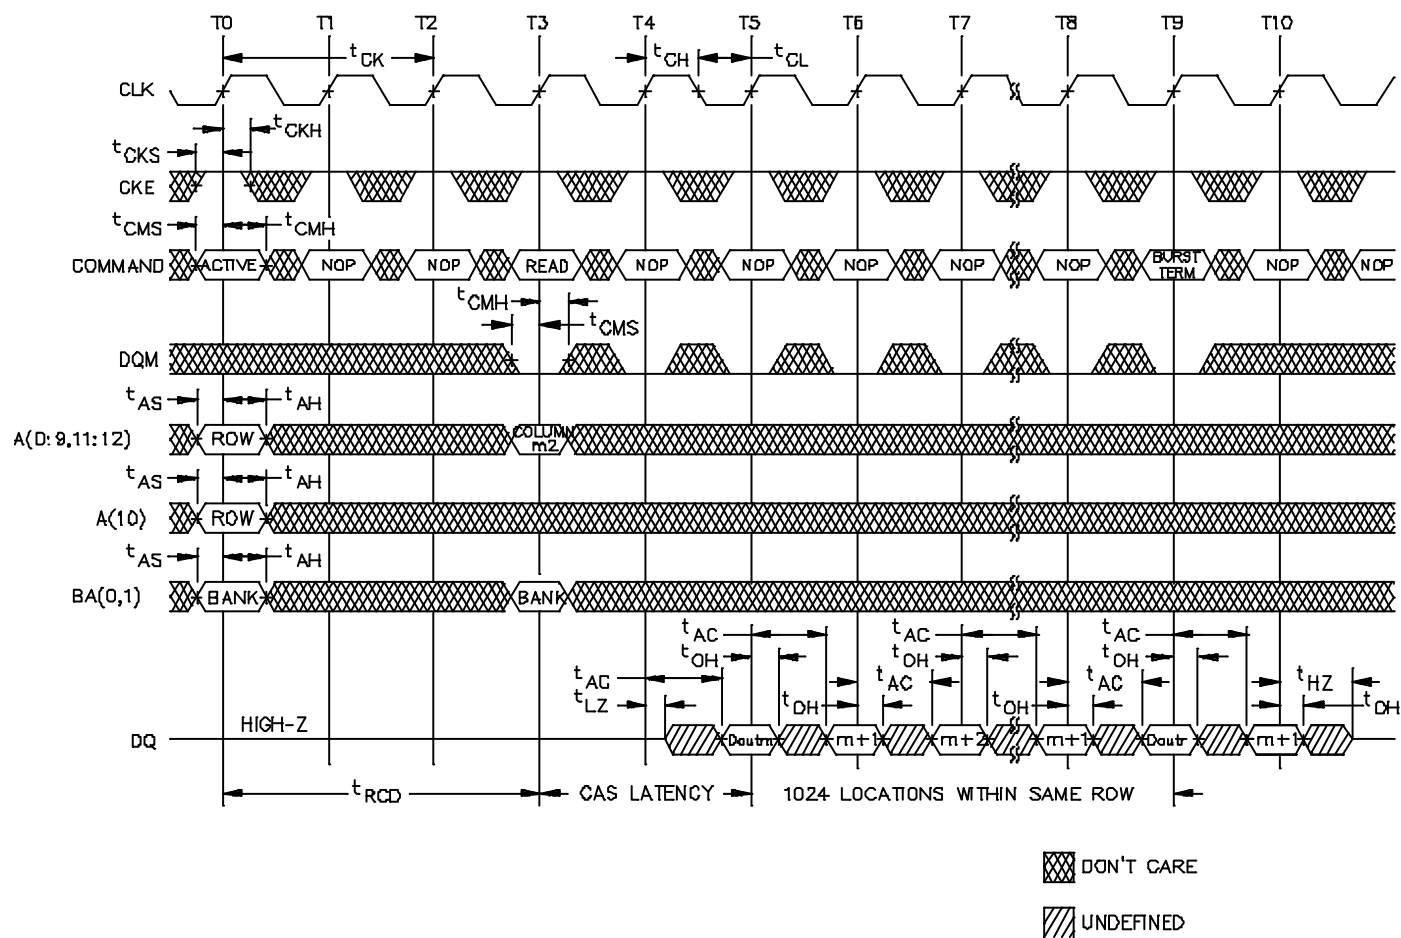 T0 T1 T2 T3 T4 T5 T6 T7 T8 T9 T10
tCK tCH tCL
CLK
tCKH
tCKS
CKE
tCMS tCMH
COMMAND ACTIVE NOP NOP READ NOP NOP NOP NOP NOP BURST TERM NOP NOP
tCMH
tCMS
DQM
tAS tAH
A(0:9,11:12) ROW COLUMN m2
tAS tAH
A(10) ROW
tAS tAH
BA(0,1) BANK BANK
tAC tAC tAC
tOH tOH tOH
tAC tAC tAC tHZ
tLZ tOH tOH tOH
HIGH-Z
DQ Doutm m+1 m+2 m+1 m+1
tRCD CAS LATENCY 1024 LOCATIONS WITHIN SAME ROW
DON'T CARE
UNDEFINED